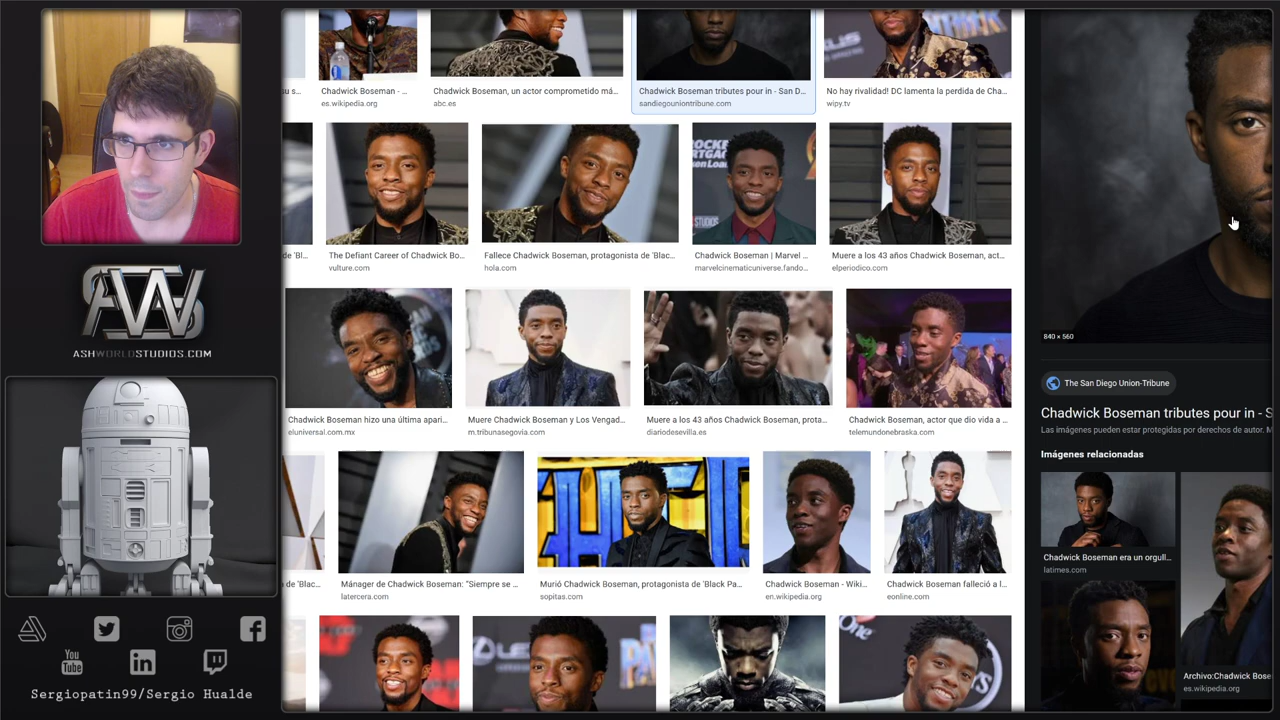 ASHWORLDSTUDIOS.COM
You
Tube
Sergiopatin99/Sergio Hualde
su s...
Chadwick Boseman - ...
es.wikipedia.org
Chadwick Boseman, un actor comprometido má...
abc.es
Chadwick Boseman tributes pour in - San D...
sandiegouniontribune.com
No hay rivalidad! DC lamenta la perdida de Cha...
wipy.tv
de 'Bl...
The Defiant Career of Chadwick Bo...
vulture.com
Fallece Chadwick Boseman, protagonista de 'Blac...
hola.com
Chadwick Boseman | Marvel ...
marvelcinematicuniverse.fando...
Muere a los 43 años Chadwick Boseman, act...
elperiodico.com
Chadwick Boseman hizo una última apari...
eluniversal.com.mx
Muere Chadwick Boseman y Los Vengad...
m.tribunasegovia.com
Muere a los 43 años Chadwick Boseman, prota...
diariodesevilla.es
Chadwick Boseman, actor que dio vida a ...
telemundonebraska.com
de 'Blac...
Mánager de Chadwick Boseman: "Siempre se ...
latercera.com
Murió Chadwick Boseman, protagonista de 'Black Pa...
sopitas.com
Chadwick Boseman - Wiki...
en.wikipedia.org
Chadwick Boseman falleció a l...
eonline.com
840 × 560
The San Diego Union-Tribune
Chadwick Boseman tributes pour in - S
Las imágenes pueden estar protegidas por derechos de autor. M
Imágenes relacionadas
Chadwick Boseman era un orgull...
latimes.com
Archivo:Chadwick Bose
es.wikipedia.org